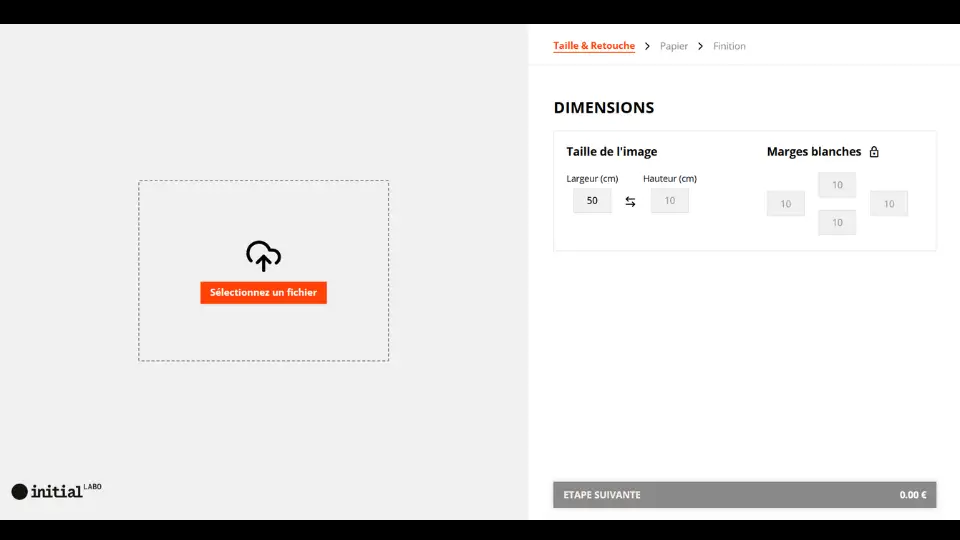 Taille & Retouche > Papier > Finition
DIMENSIONS
Taille de l'image
Marges blanches
Largeur (cm)
Hauteur (cm)
50
10
10
10
10
10
Sélectionnez un fichier
initial LABO
ETAPE SUIVANTE
0.00 €